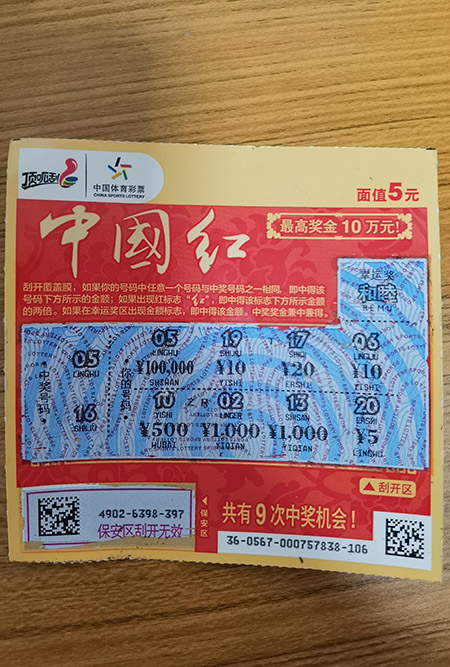 顶呱刮
中国体育彩票
CHINA SPORTS LOTTERY
面值5元
中國红
最高奖金10万元!
刮开覆盖膜，如果你的号码中任意一个号码与中奖号码之一相同，即中得该
号码下方所示的金额；如果出现红标志“红”，即中得该标志下方所示金额
的两倍。如果在幸运奖区出现金额标志，即中得该金额。中奖奖金兼中兼得。
幸运奖
和睦
HEMU
中奖号码
05
LINGWU
16
SHILIU
你的号码
05
LINGWU
¥100,000
SHIWAN
19
SHIJIU
¥10
YISHI
17
SHIQI
¥20
ERSHI
06
LINGLIU
¥10
YISHI
10
YISHI
¥500
WUBAI
02
LINGER
¥1,000
YIQIAN
13
SHISAN
¥1,000
YIQIAN
20
ERSHI
¥5
LINGWU
刮开区
4902-6398-397
保安区刮开无效
保安区
共有9次中奖机会!
36-0567-000757838-106